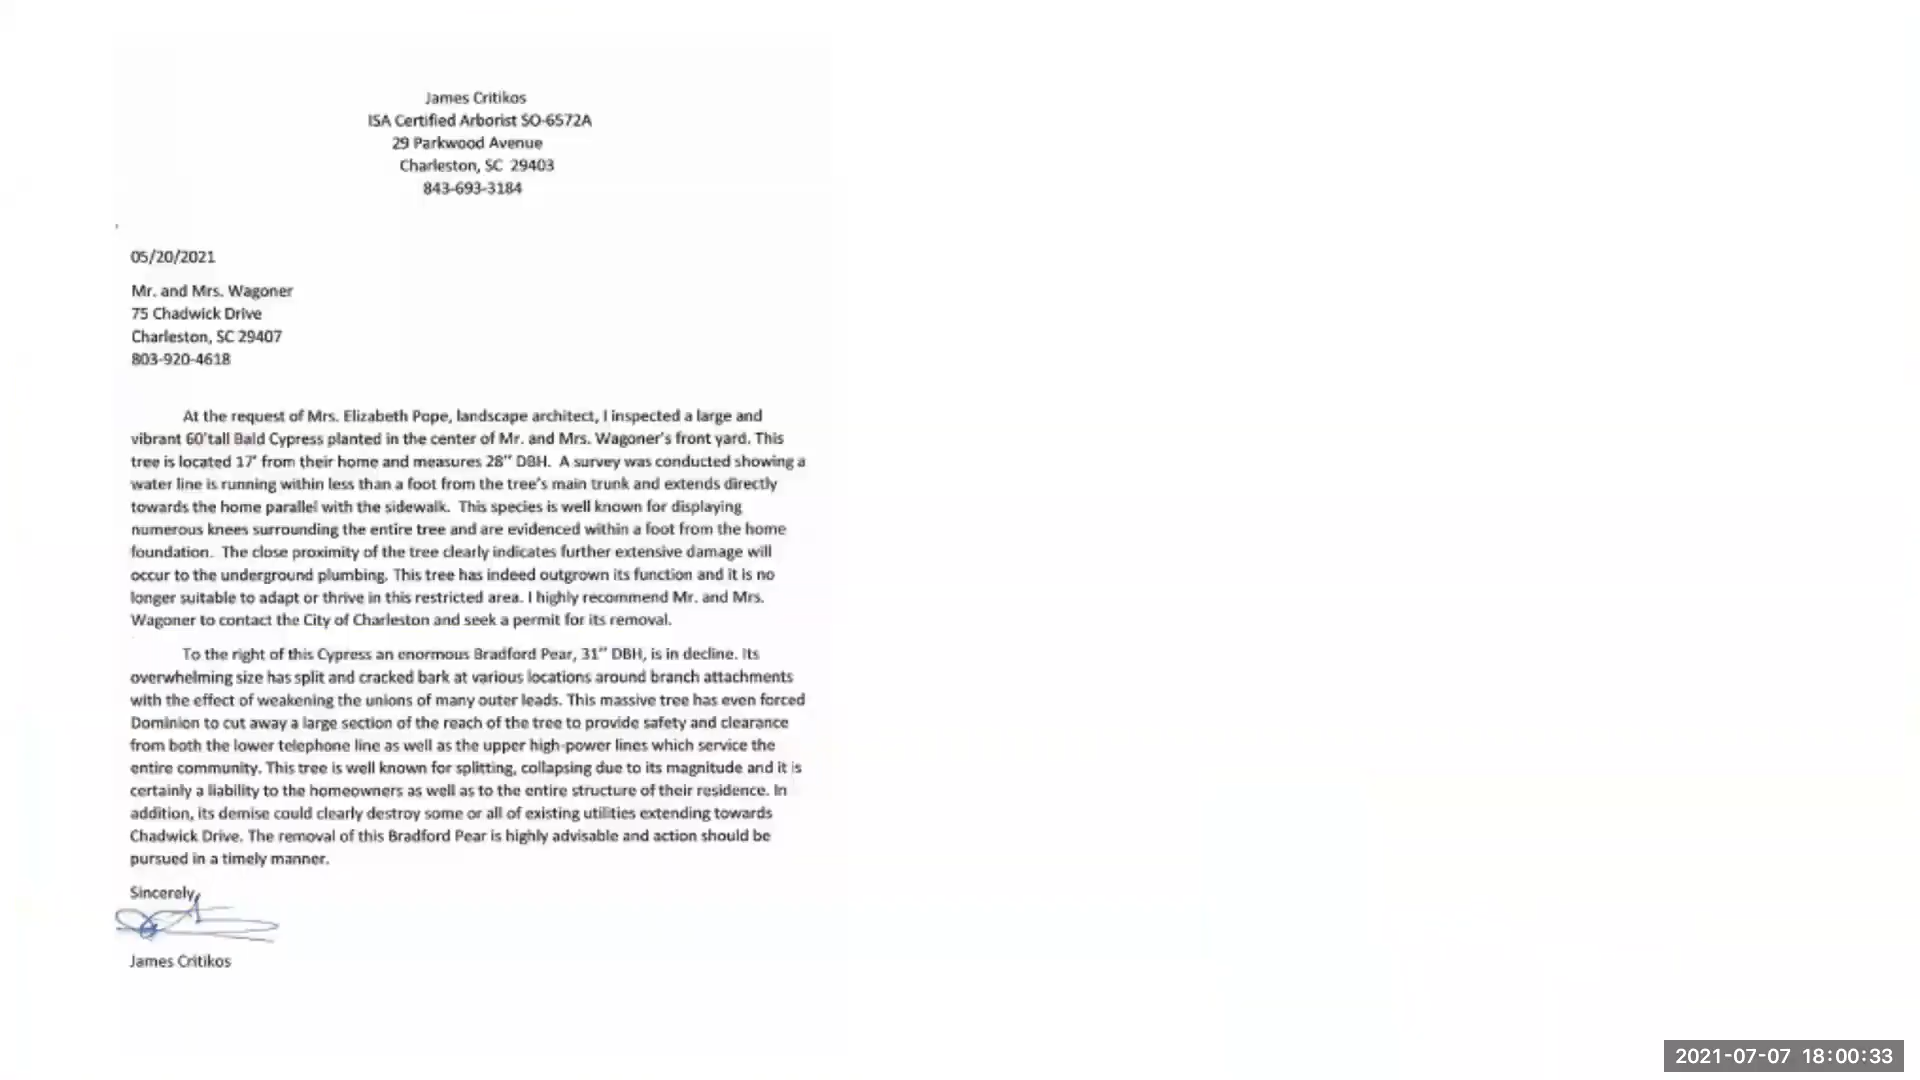 James Critikos
ISA Certified Arborist SO-6572A
29 Parkwood Avenue
Charleston, SC 29403
843-693-3184
05/20/2021
Mr. and Mrs. Wagoner
75 Chadwick Drive
Charleston, SC 29407
803-920-4618
At the request of Mrs. Elizabeth Pope, landscape architect, I inspected a large and
vibrant 60'tall Bald Cypress planted in the center of Mr. and Mrs. Wagoner's front yard. This
tree is located 17' from their home and measures 28" DBH. A survey was conducted showing a
water line is running within less than a foot from the tree's main trunk and extends directly
towards the home parallel with the sidewalk. This species is well known for displaying
numerous knees surrounding the entire tree and are evidenced within a foot from the home
foundation. The close proximity of the tree clearly indicates further extensive damage will
occur to the underground plumbing. This tree has indeed outgrown its function and it is no
longer suitable to adapt or thrive in this restricted area. I highly recommend Mr. and Mrs.
Wagoner to contact the City of Charleston and seek a permit for its removal.
To the right of this Cypress an enormous Bradford Pear, 31" DBH, is in decline. Its
overwhelming size has split and cracked bark at various locations around branch attachments
with the effect of weakening the unions of many outer leads. This massive tree has even forced
Dominion to cut away a large section of the reach of the tree to provide safety and clearance
from both the lower telephone line as well as the upper high-power lines which service the
entire community. This tree is well known for splitting, collapsing due to its magnitude and it is
certainly a liability to the homeowners as well as to the entire structure of their residence. In
addition, its demise could clearly destroy some or all of existing utilities extending towards
Chadwick Drive. The removal of this Bradford Pear is highly advisable and action should be
pursued in a timely manner.
Sincerely,
James Critikos
2021-07-07 18:00:33